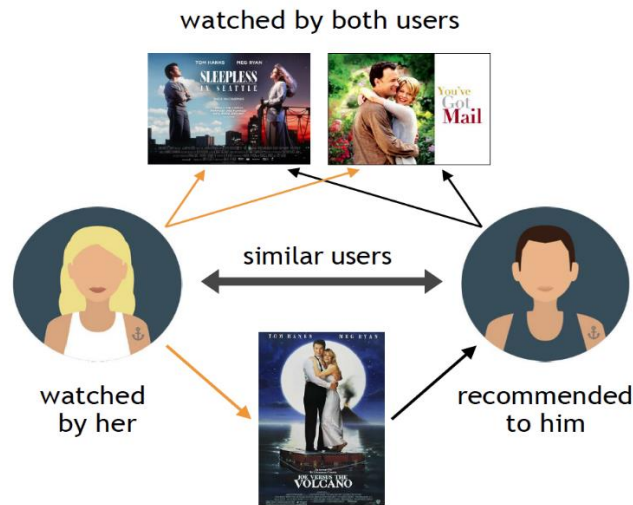 watched by both users
TOM HANKS MEG RYAN
SLEEPLESS
IN SEATTLE
You've
Got
Mail
similar users
TOM HANKS MEG RYAN
JOE VERSUS THE
VOLCANO
watched
by her
recommended
to him